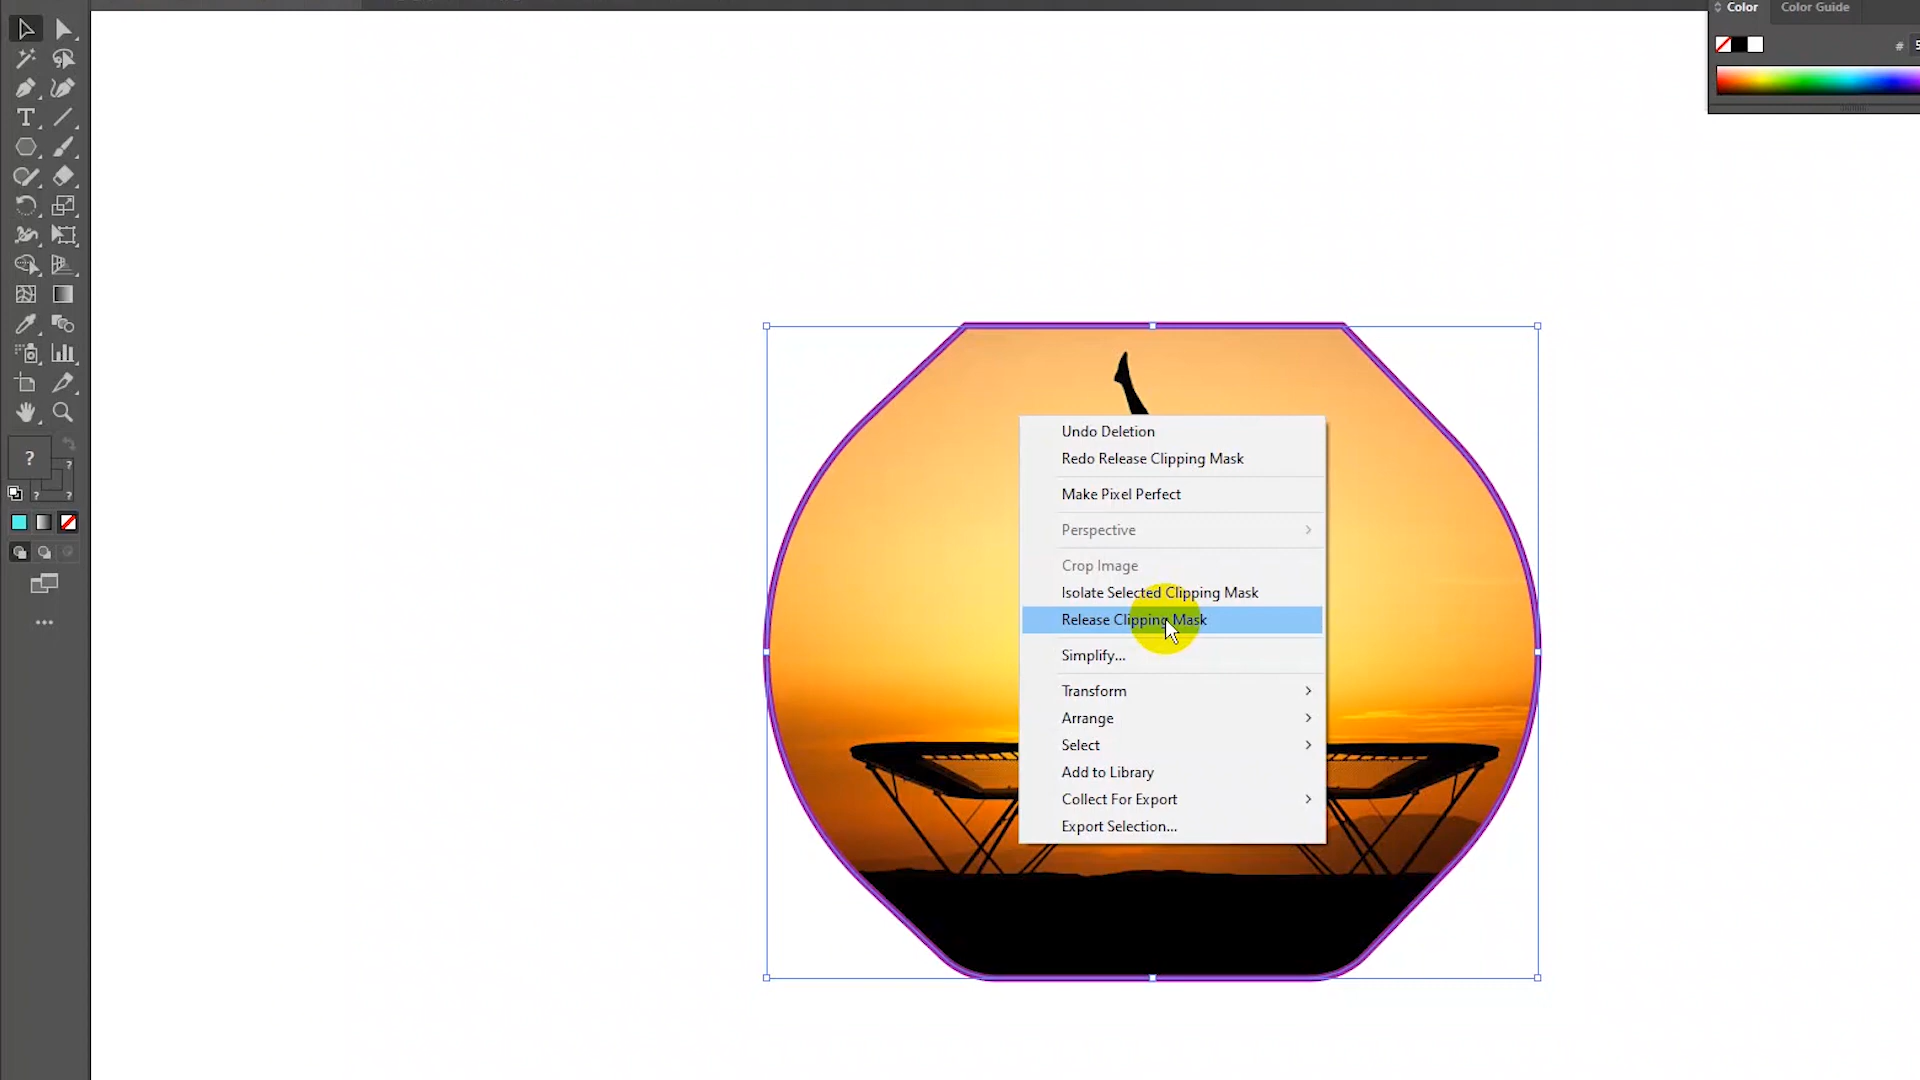 Color
Color Guide
#
Undo Deletion
Redo Release Clipping Mask
Make Pixel Perfect
Perspective
Crop Image
Isolate Selected Clipping Mask
Release Clipping Mask
Simplify...
Transform
Arrange
Select
Add to Library
Collect For Export
Export Selection...
?
?
?
?